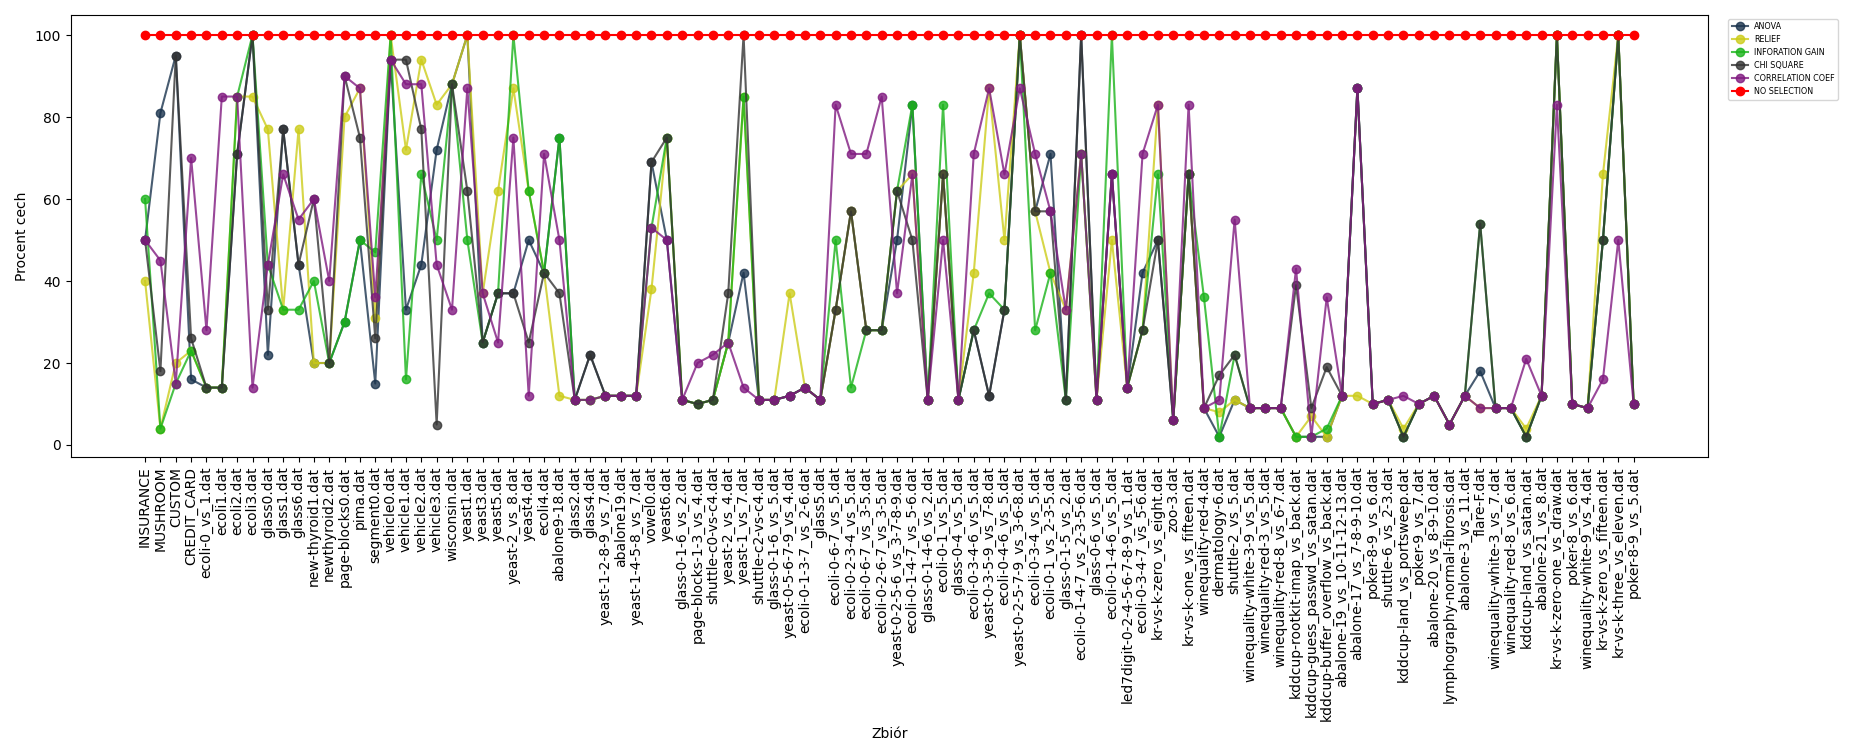 Procent cech
100
80
60
40
20
0
ANOVA
RELIEF
INFORATION GAIN
CHI SQUARE
CORRELATION COEF
NO SELECTION
INSURANCE
MUSHROOM
CUSTOM
CREDIT_CARD
ecoli-0_vs_1.dat
ecoli1.dat
ecoli2.dat
ecoli3.dat
glass0.dat
glass1.dat
glass6.dat
new-thyroid1.dat
newthyroid2.dat
page-blocks0.dat
pima.dat
segment0.dat
vehicle0.dat
vehicle1.dat
vehicle2.dat
vehicle3.dat
wisconsin.dat
yeast1.dat
yeast3.dat
yeast5.dat
yeast-2_vs_8.dat
yeast4.dat
ecoli4.dat
abalone9-18.dat
glass2.dat
glass4.dat
yeast-1-2-8-9_vs_7.dat
abalone19.dat
yeast-1-4-5-8_vs_7.dat
vowel0.dat
yeast6.dat
glass-0-1-6_vs_2.dat
page-blocks-1-3_vs_4.dat
shuttle-c0-vs-c4.dat
yeast-2_vs_4.dat
yeast-1_vs_7.dat
shuttle-c2-vs-c4.dat
glass-0-1-6_vs_5.dat
yeast-0-5-6-7-9_vs_4.dat
ecoli-0-1-3-7_vs_2-6.dat
glass5.dat
ecoli-0-6-7_vs_5.dat
ecoli-0-2-3-4_vs_5.dat
ecoli-0-6-7_vs_3-5.dat
ecoli-0-2-6-7_vs_3-5.dat
yeast-0-2-5-6_vs_3-7-8-9.dat
ecoli-0-1-4-7_vs_5-6.dat
glass-0-1-4-6_vs_2.dat
ecoli-0-1_vs_5.dat
glass-0-4_vs_5.dat
ecoli-0-3-4-6_vs_5.dat
yeast-0-3-5-9_vs_7-8.dat
ecoli-0-4-6_vs_5.dat
yeast-0-2-5-7-9_vs_3-6-8.dat
ecoli-0-3-4_vs_5.dat
ecoli-0-1_vs_2-3-5.dat
glass-0-1-5_vs_2.dat
ecoli-0-1-4-7_vs_2-3-5-6.dat
glass-0-6_vs_5.dat
ecoli-0-1-4-6_vs_5.dat
led7digit-0-2-4-5-6-7-8-9_vs_1.dat
ecoli-0-3-4-7_vs_5-6.dat
kr-vs-k-zero_vs_eight.dat
zoo-3.dat
kr-vs-k-one_vs_fifteen.dat
winequality-red-4.dat
dermatology-6.dat
shuttle-2_vs_5.dat
winequality-white-3-9_vs_5.dat
winequality-red-3_vs_5.dat
winequality-red-8_vs_6-7.dat
kddcup-rootkit-imap_vs_back.dat
kddcup-guess_passwd_vs_satan.dat
kddcup-buffer_overflow_vs_back.dat
abalone-19_vs_10-11-12-13.dat
abalone-17_vs_7-8-9-10.dat
poker-8-9_vs_6.dat
shuttle-6_vs_2-3.dat
kddcup-land_vs_portsweep.dat
poker-9_vs_7.dat
abalone-20_vs_8-9-10.dat
lymphography-normal-fibrosis.dat
abalone-3_vs_11.dat
flare-F.dat
winequality-white-3_vs_7.dat
winequality-red-8_vs_6.dat
kddcup-land_vs_satan.dat
abalone-21_vs_8.dat
kr-vs-k-zero-one_vs_draw.dat
poker-8_vs_6.dat
winequality-white-9_vs_4.dat
kr-vs-k-zero_vs_fifteen.dat
kr-vs-k-three_vs_eleven.dat
poker-8-9_vs_5.dat
Zbiór